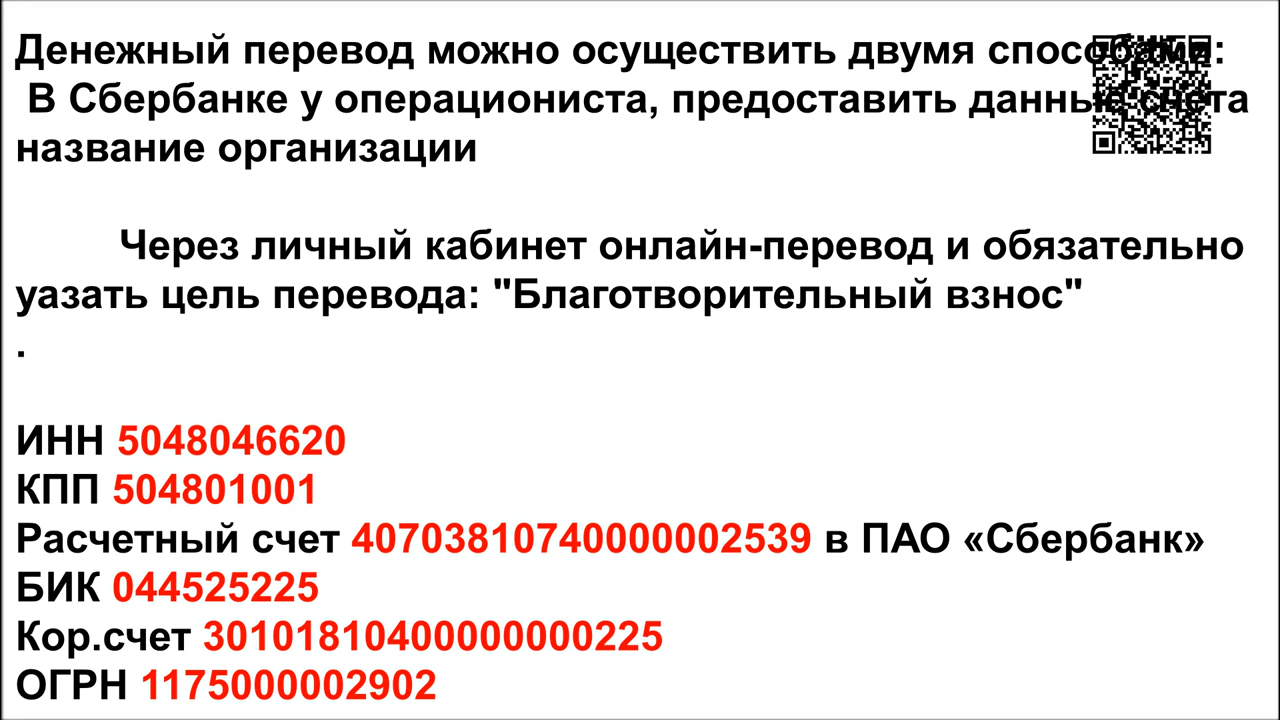 Денежный перевод можно осуществить двумя способами:
В Сбербанке у операциониста, предоставить данные счета
название организации
Через личный кабинет онлайн-перевод и обязательно
уазать цель перевода: "Благотворительный взнос"
.
ИНН 5048046620
КПП 504801001
Расчетный счет 40703810740000002539 в ПАО «Сбербанк»
БИК 044525225
Кор.счет 30101810400000000225
ОГРН 1175000002902